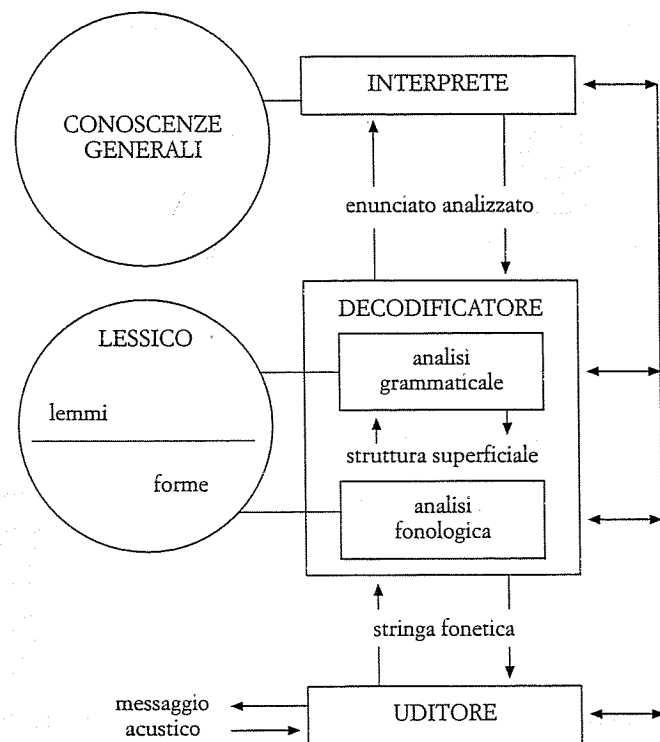 INTERPRETE
CONOSCENZE
GENERALI
enunciato analizzato
DECODIFICATORE
LESSICO
analisi
grammaticale
lemmi
struttura superficiale
forme
analisi
fonologica
stringa fonetica
messaggio
acustico
UDITORE